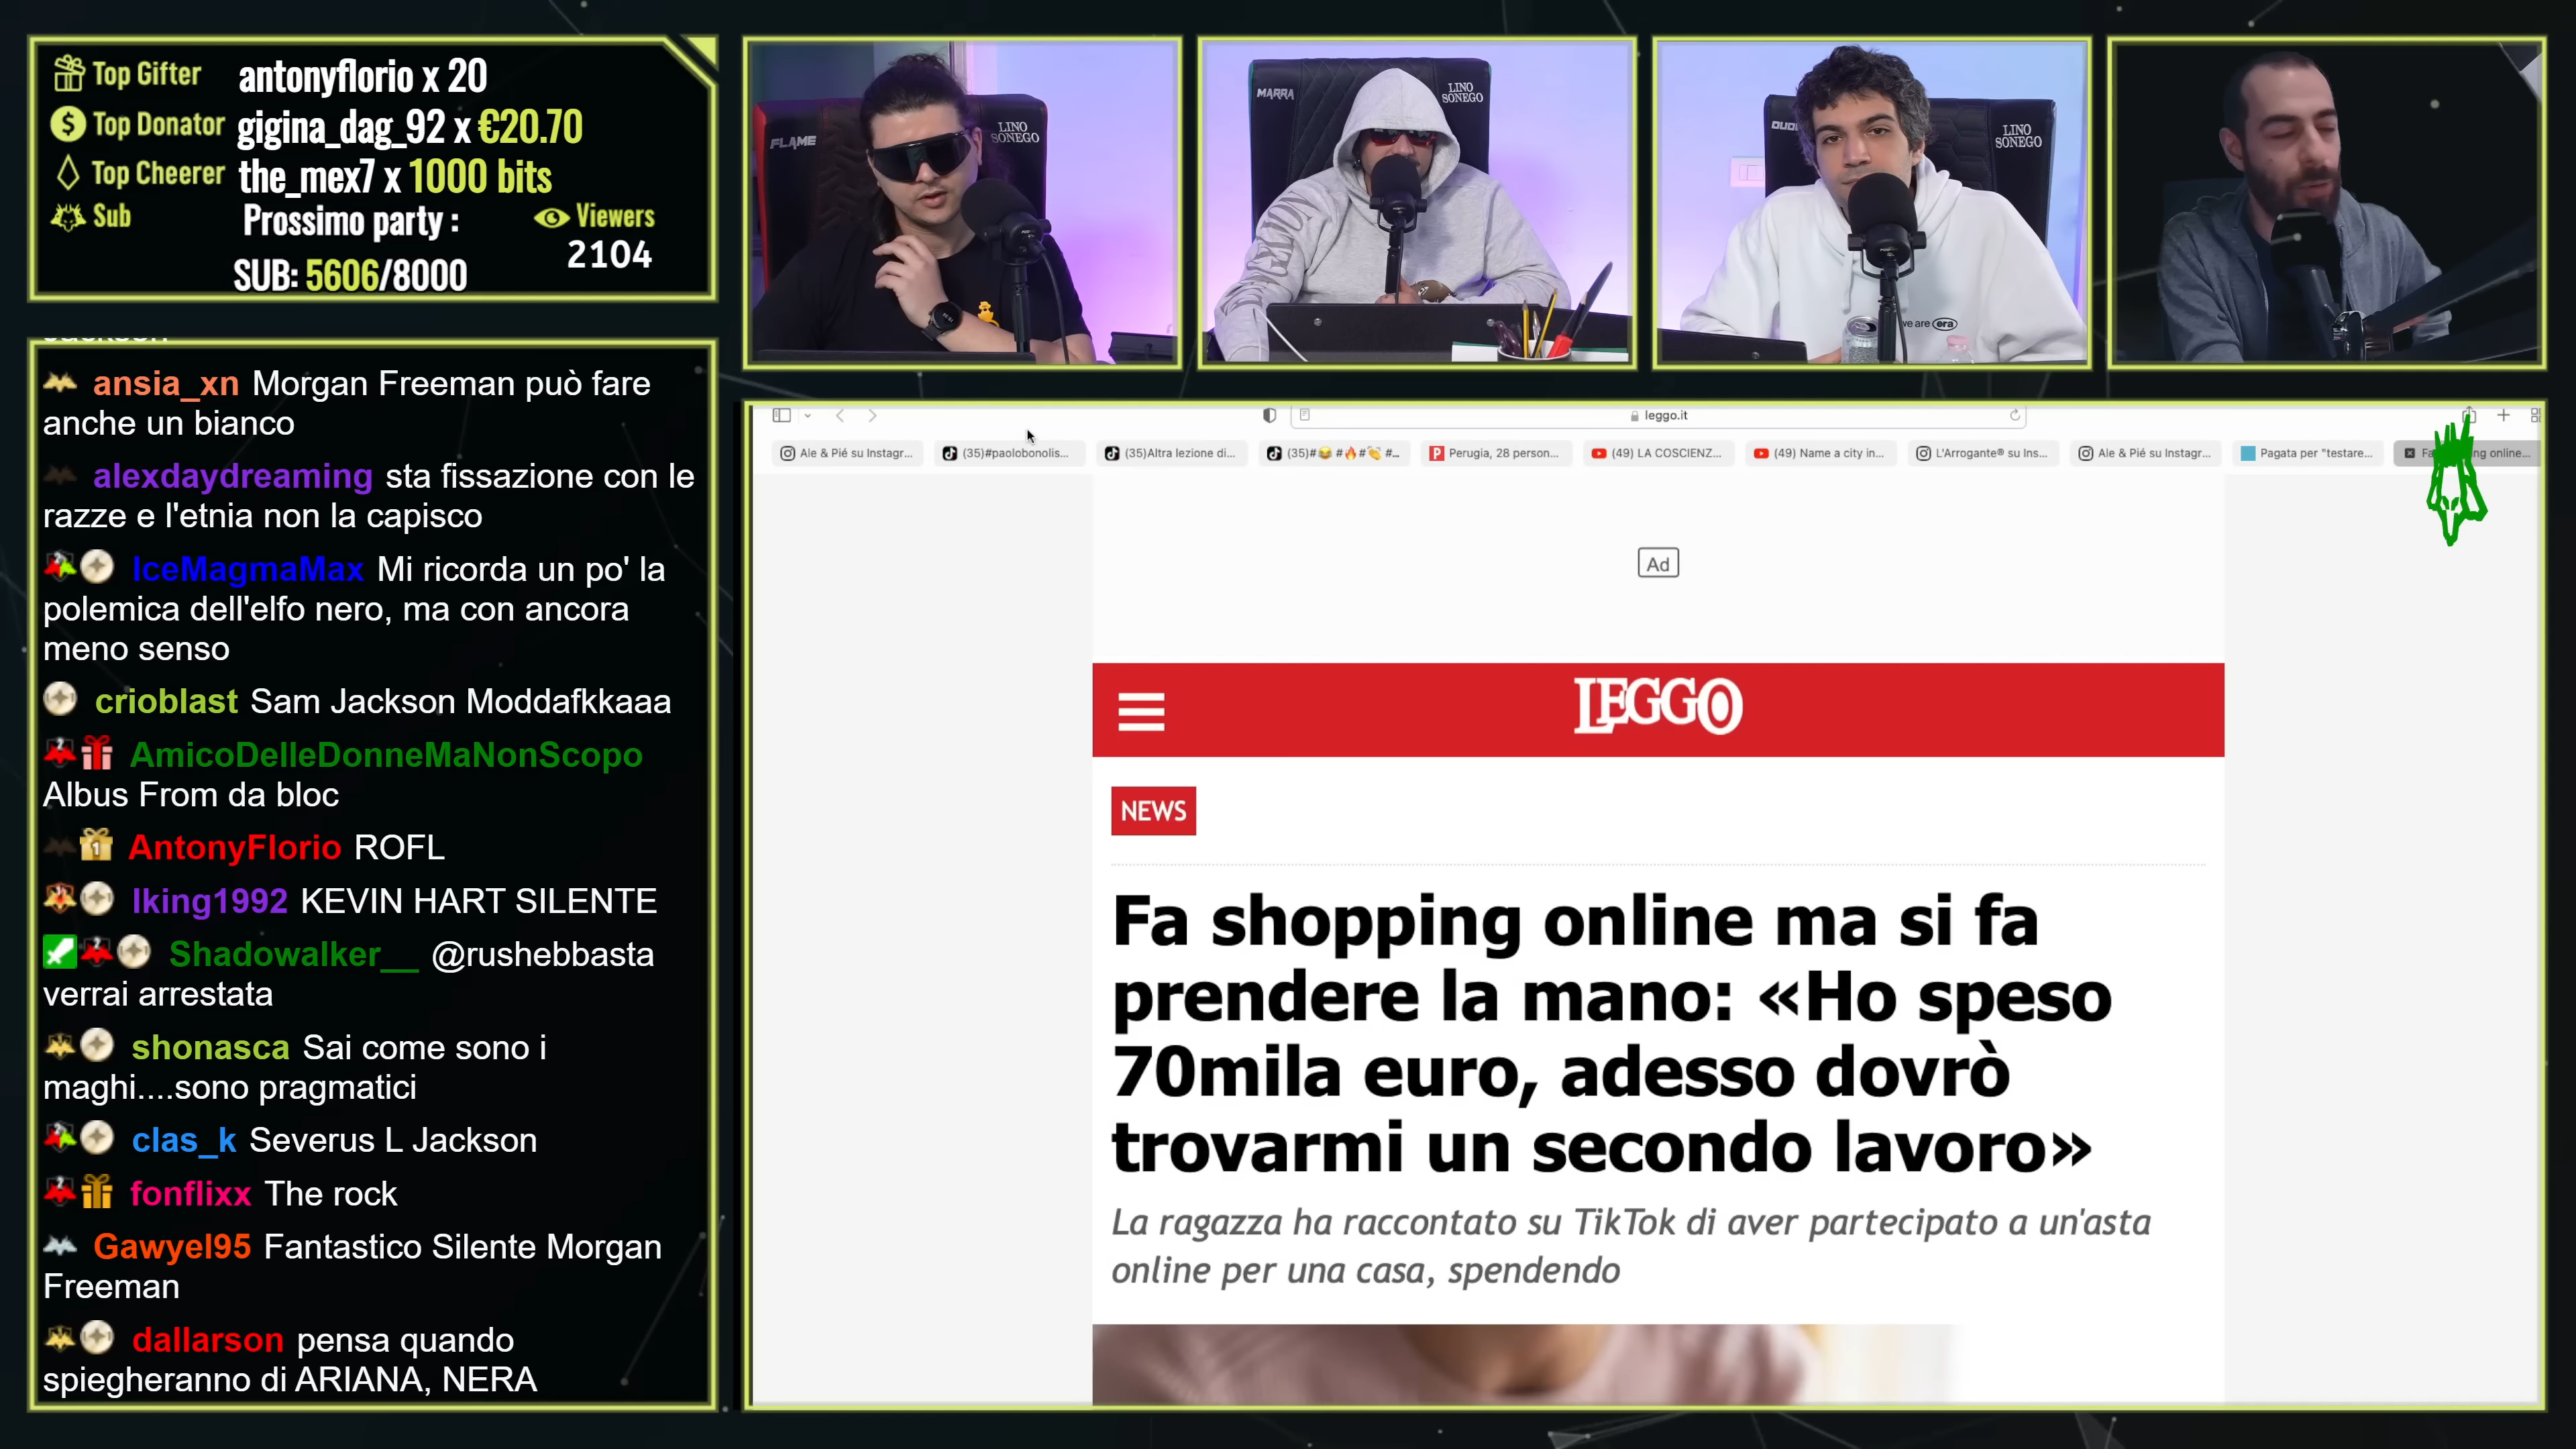 Top Gifter antonyflorio x 20
Top Donator gigina_dag_92 x €20.70
Top Cheerer the_mex7 x 1000 bits
Sub Prossimo party : Viewers
2104
SUB: 5606/8000
ansia_xn Morgan Freeman può fare
anche un bianco
alexdaydreaming sta fissazione con le
razze e l'etnia non la capisco
IceMagmaMax Mi ricorda un po' la
polemica dell'elfo nero, ma con ancora
meno senso
crioblast Sam Jackson Moddafkkaaa
AmicoDelleDonneMaNonScopo
Albus From da bloc
AntonyFlorio ROFL
lking1992 KEVIN HART SILENTE
Shadowalker__ @rushebbasta
verrai arrestata
shonasca Sai come sono i
maghi....sono pragmatici
clas_k Severus L Jackson
fonflixx The rock
Gawyel95 Fantastico Silente Morgan
Freeman
dallarson pensa quando
spiegheranno di ARIANA, NERA
FLAME
LINO
SONEGO
MARRA
LINO
SONEGO
LINO
SONEGO
we are era
leggo.it
Ale & Pié su Instagr...
(35)#paolobonolis...
(35)Altra lezione di...
(35)#😂 #🔥#👏 #...
Perugia, 28 person...
(49) LA COSCIENZ...
(49) Name a city in...
L'Arrogante® su Ins...
Ale & Pié su Instagr...
Pagata per "testare...
Ad
LEGGO
NEWS
Fa shopping online ma si fa
prendere la mano: «Ho speso
70mila euro, adesso dovrò
trovarmi un secondo lavoro»
La ragazza ha raccontato su TikTok di aver partecipato a un'asta
online per una casa, spendendo